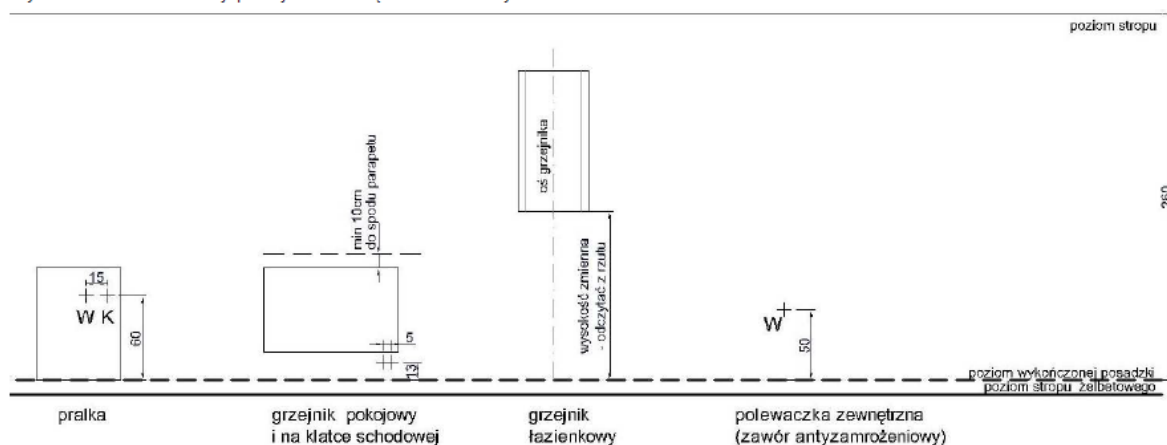 poziom stropu
oś grzejnika
min 10cm
do spodu parapetu
260
15
W K
60
5
13
wysokość zmienna
- odczytać z rzutu
W
50
poziom wykończonej posadzki
poziom stropu żelbetowego
pralka
grzejnik pokojowy
i na klatce schodowej
grzejnik
łazienkowy
polewaczka zewnętrzna
(zawór antyzamrożeniowy)